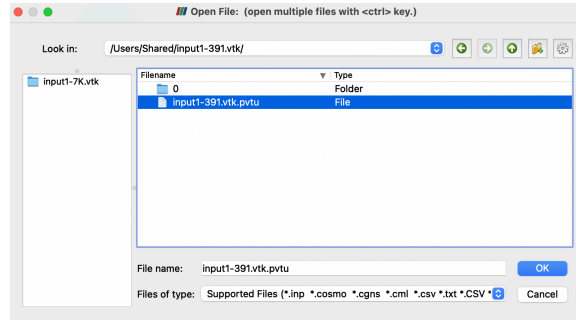 Open File: (open multiple files with <ctrl> key.)
Look in: /Users/Shared/input1-391.vtk/
input1-7K.vtk
Filename Type
0 Folder
input1-391.vtk.pvtu File
File name: input1-391.vtk.pvtu OK
Files of type: Supported Files (*.inp *.cosmo *.cgns *.cml *.csv *.txt *.CSV * Cancel